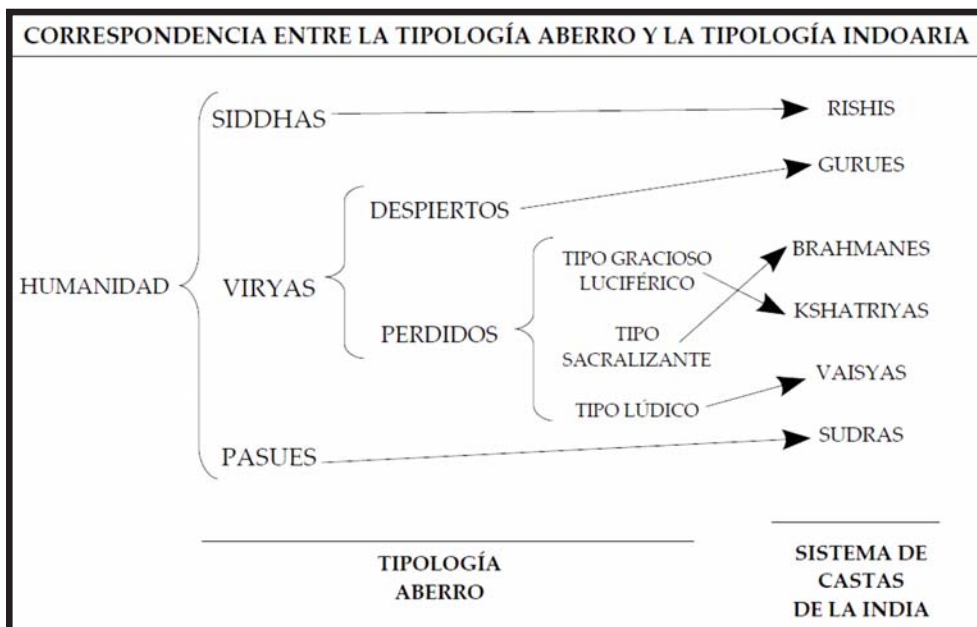 CORRESPONDENCIA ENTRE LA TIPOLOGÍA ABERRO Y LA TIPOLOGÍA INDOARIA
SIDDHAS
RISHIS
GURUES
DESPIERTOS
HUMANIDAD
VIRYAS
PERDIDOS
TIPO GRACIOSO
LUCIFÉRICO
TIPO
SACRALIZANTE
TIPO LÚDICO
BRAHMANES
KSHATRIYAS
VAISYAS
PASUES
SUDRAS
TIPOLOGÍA
ABERRO
SISTEMA DE
CASTAS
DE LA INDIA